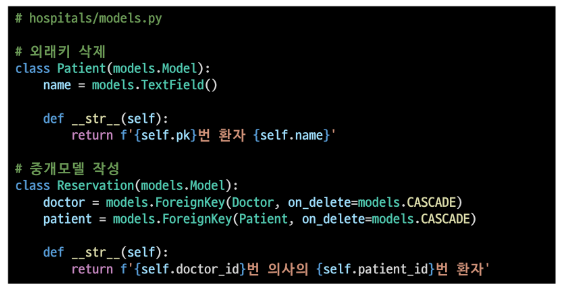 # hospitals/models.py
# 외래키 삭제
class Patient(models.Model):
    name = models.TextField()
    def __str__(self):
        return f'{self.pk}번 환자 {self.name}'
# 중개모델 작성
class Reservation(models.Model):
    doctor = models.ForeignKey(Doctor, on_delete=models.CASCADE)
    patient = models.ForeignKey(Patient, on_delete=models.CASCADE)
    def __str__(self):
        return f'{self.doctor_id}번 의사의 {self.patient_id}번 환자'